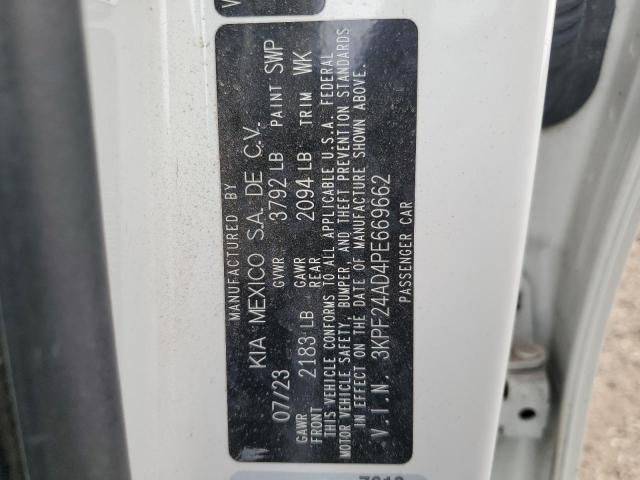 MANUFACTURED BY
KIA MEXICO S.A. DE C.V.
07/23 GVWR 3792 LB PAINT SWP
GAWR FRONT 2183 LB GAWR REAR 2094 LB TRIM WK
THIS VEHICLE CONFORMS TO ALL APPLICABLE U.S.A. FEDERAL
MOTOR VEHICLE SAFETY, BUMPER, AND THEFT PREVENTION STANDARDS
IN EFFECT ON THE DATE OF MANUFACTURE SHOWN ABOVE.
V.I.N. 3KPF24AD4PE669662
PASSENGER CAR